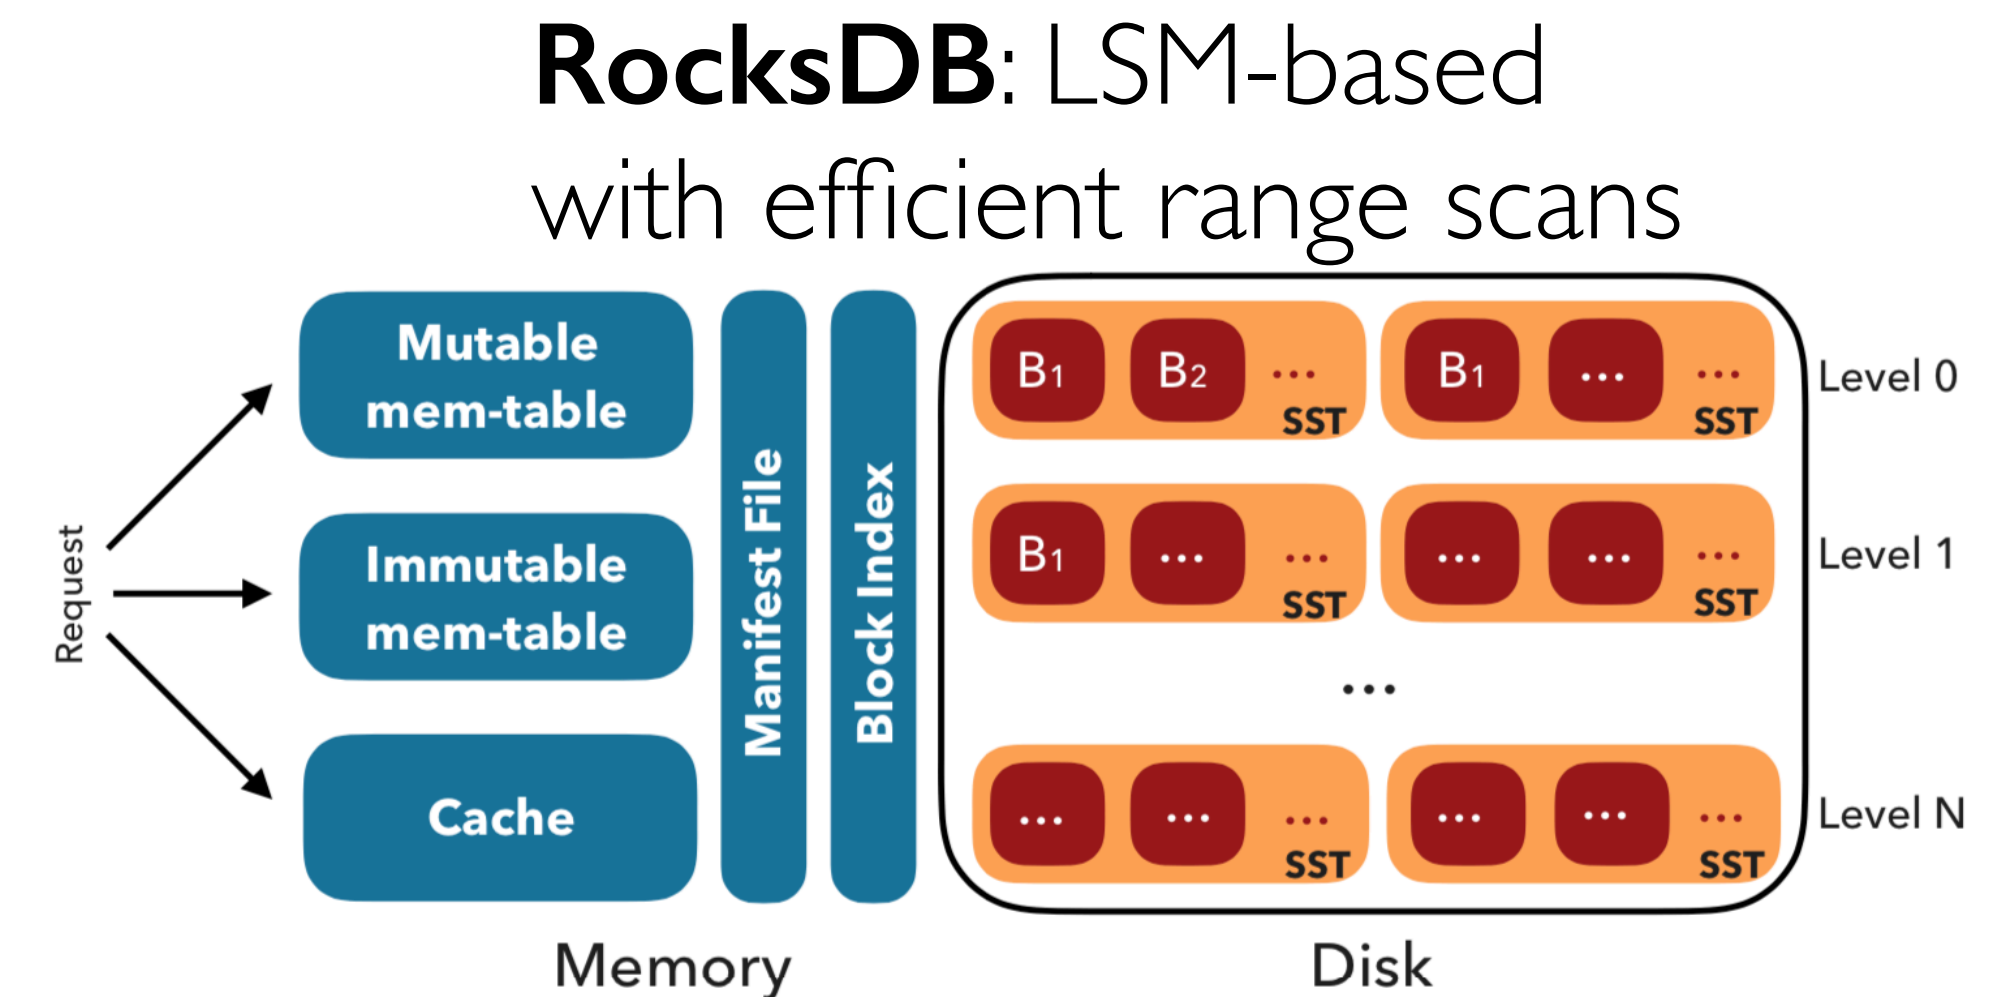 RocksDB: LSM-based
with efficient range scans
Request
Mutable
mem-table
Immutable
mem-table
Cache
Manifest File
Block Index
B1 B2 ... ... SST
B1 ... ... SST
Level 0
B1 ... ... SST
... ... ... SST
Level 1
...
... ... ... SST
... ... ... SST
Level N
Memory
Disk